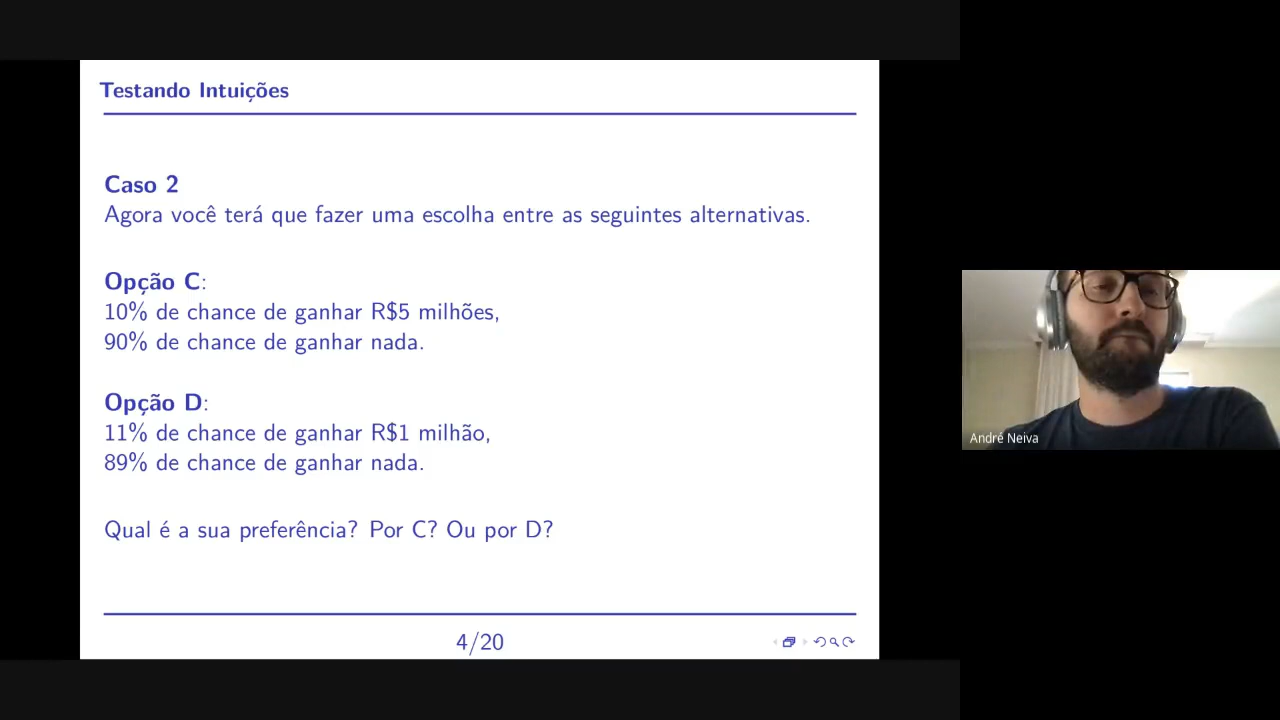 Testando Intuições
Caso 2
Agora você terá que fazer uma escolha entre as seguintes alternativas.
Opção C:
10% de chance de ganhar R$5 milhões,
90% de chance de ganhar nada.
Opção D:
11% de chance de ganhar R$1 milhão,
89% de chance de ganhar nada.
Qual é a sua preferência? Por C? Ou por D?
4/20
André Neiva